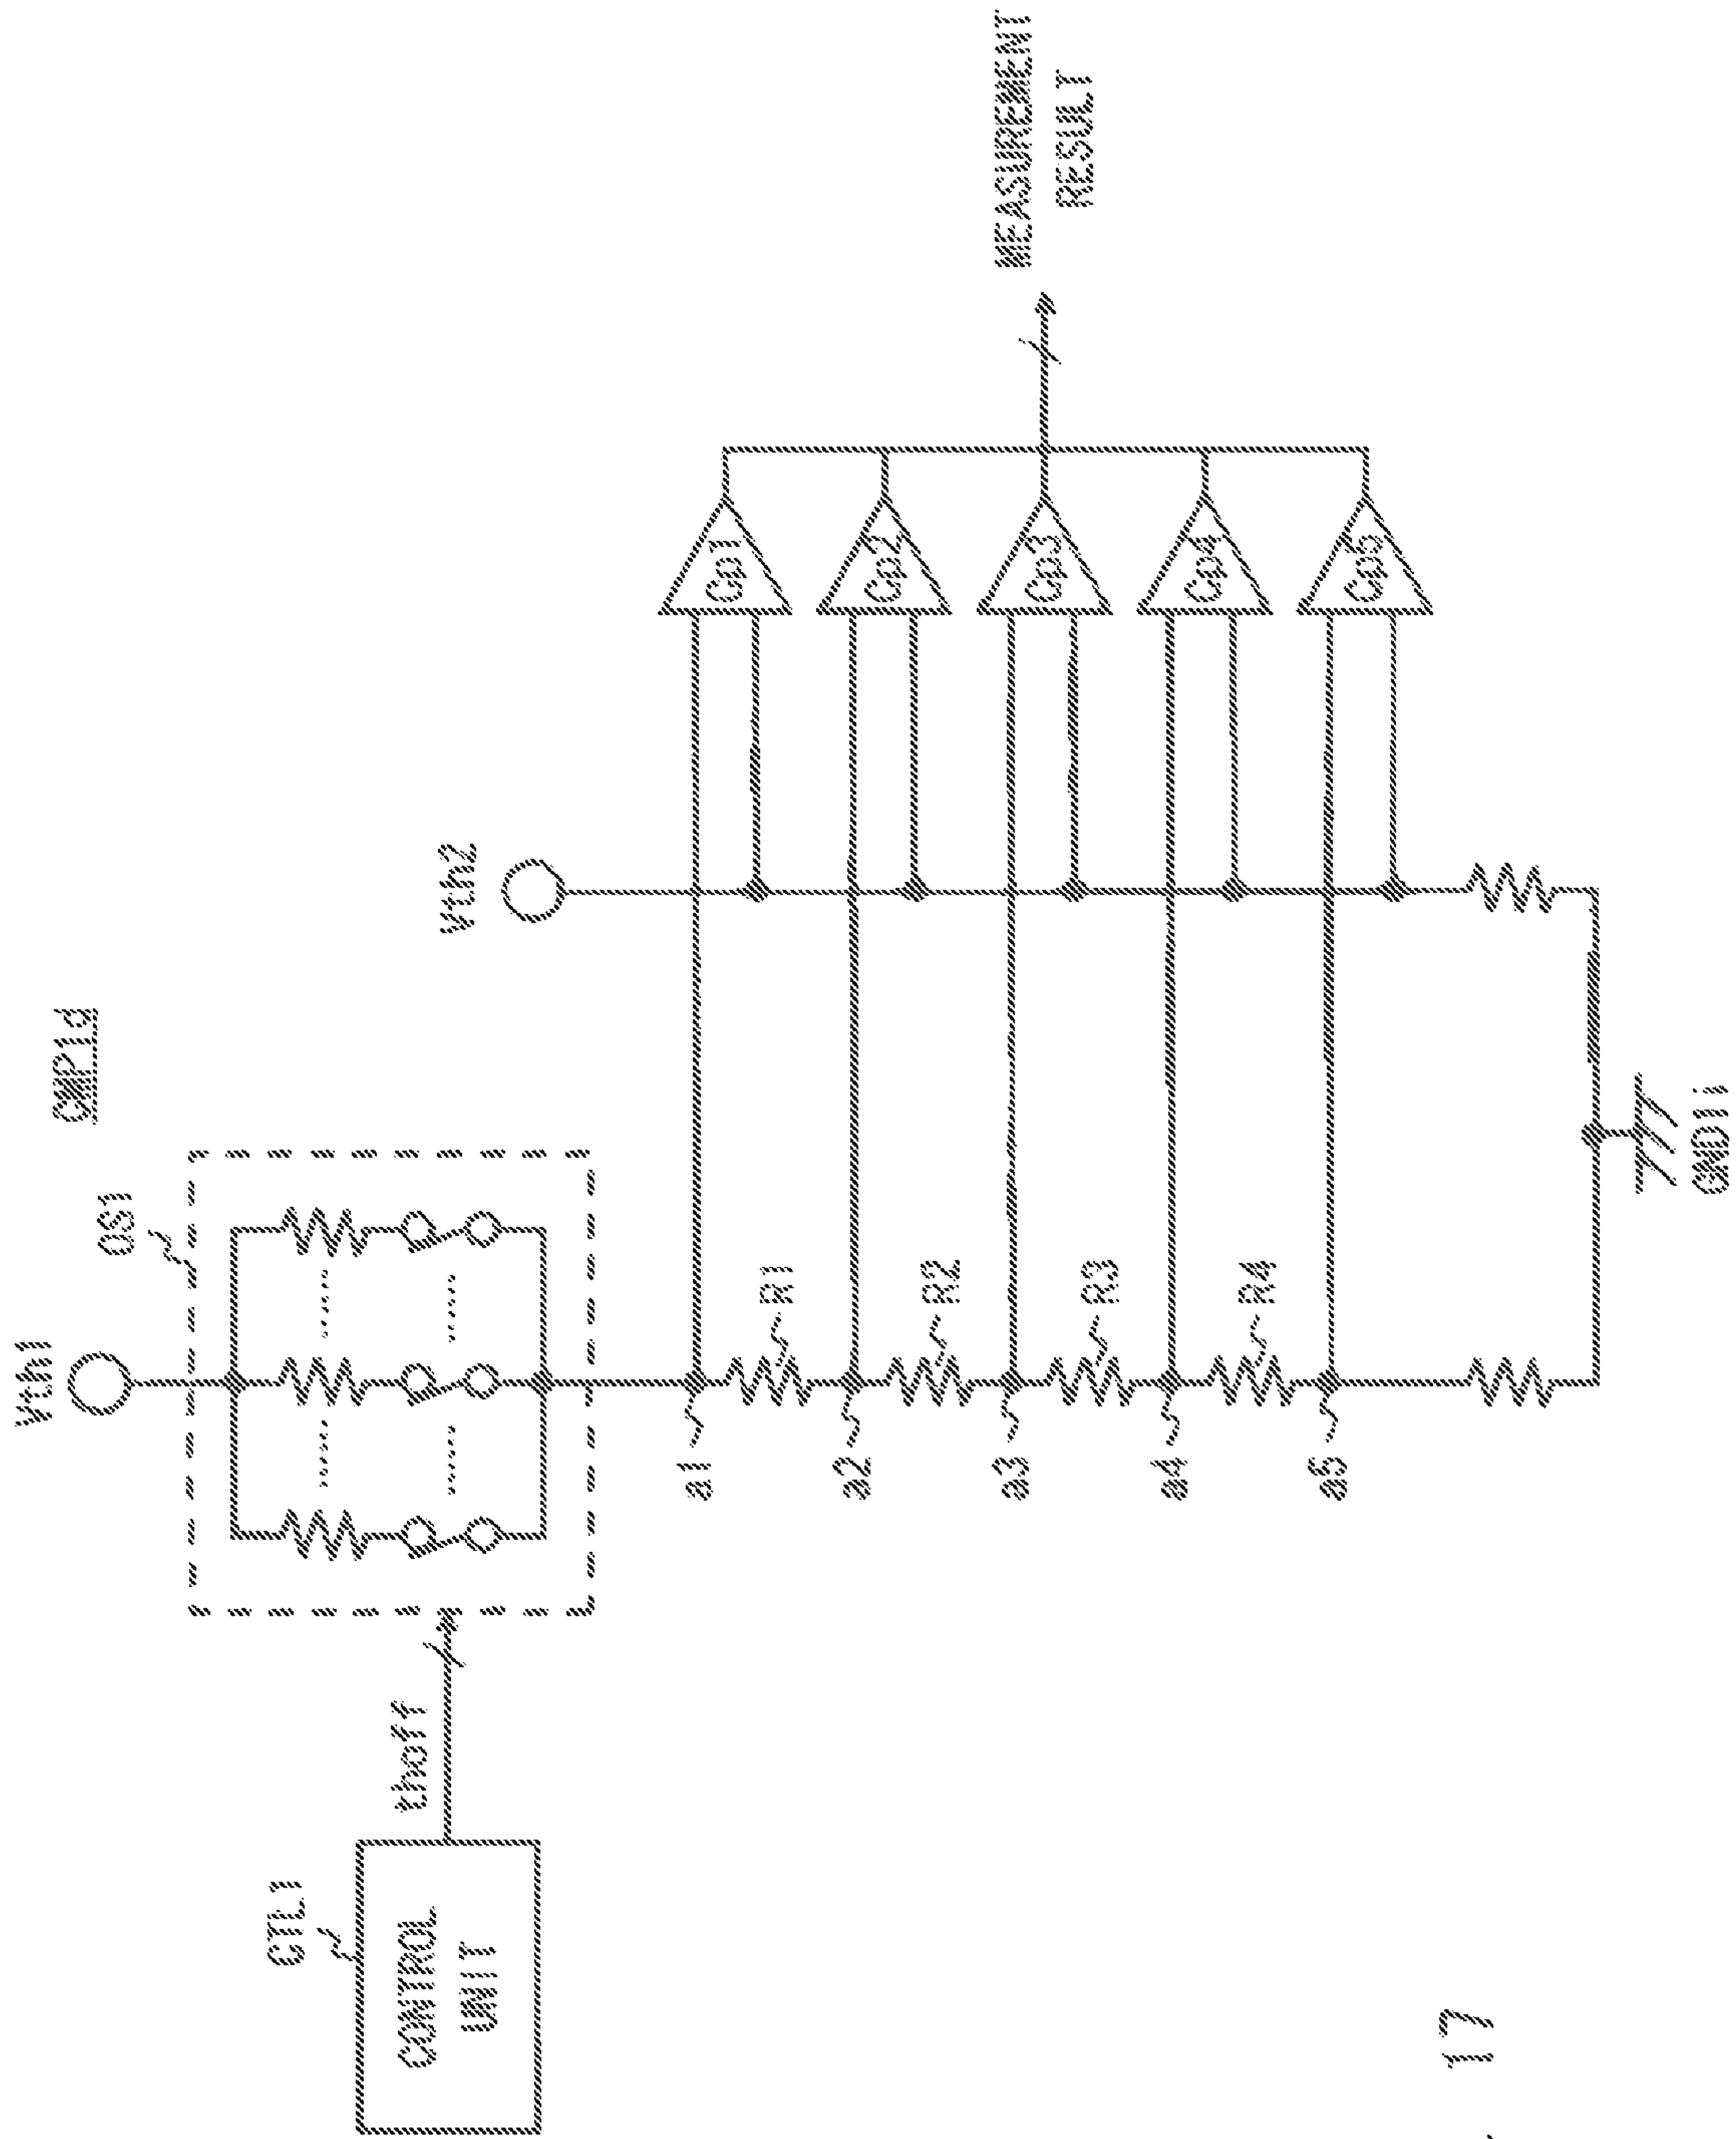 CMP1d
Vth1
OS1
Vth2
CTL1
CONTROL
UNIT
thoff
a1
R1
a2
R2
a3
R3
a4
R4
a5
Cp1
Cp2
Cp3
Cp4
Cp5
MEASUREMENT
RESULT
GND1i
17